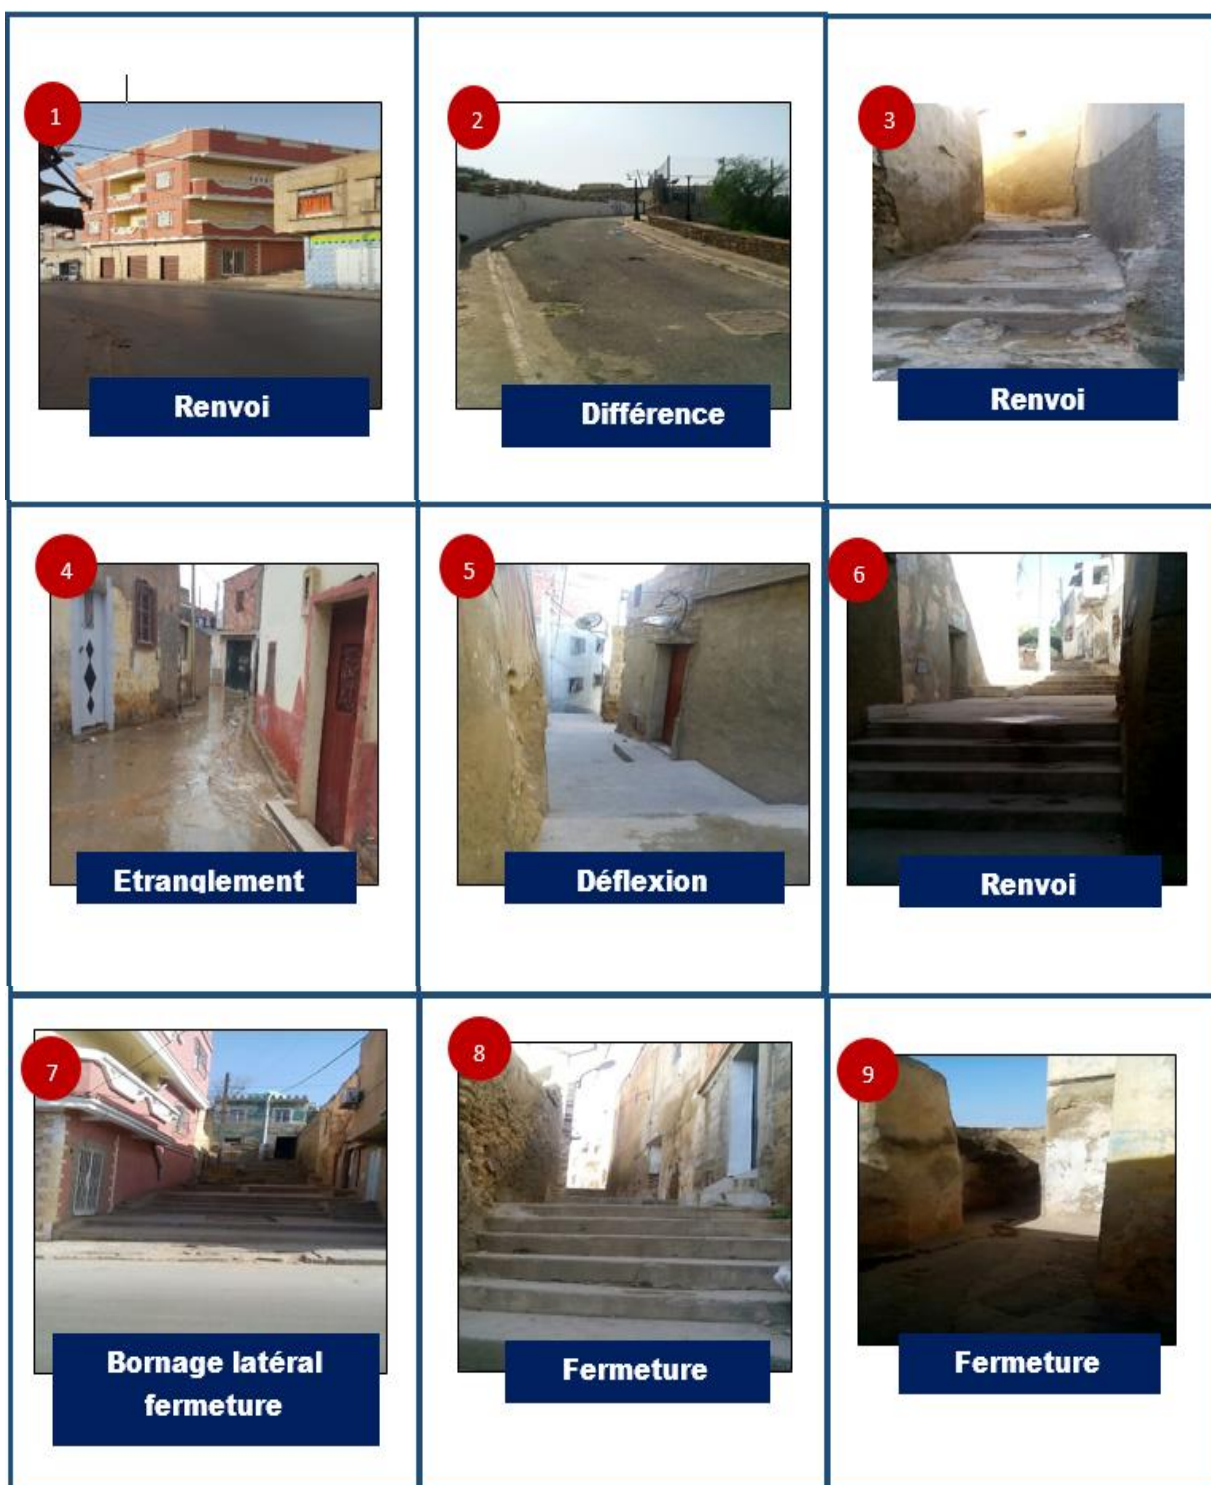 1
Renvoi
2
Différence
3
Renvoi
4
Etranglement
5
Déflexion
6
Renvoi
7
Bornage latéral
fermeture
8
Fermeture
9
Fermeture